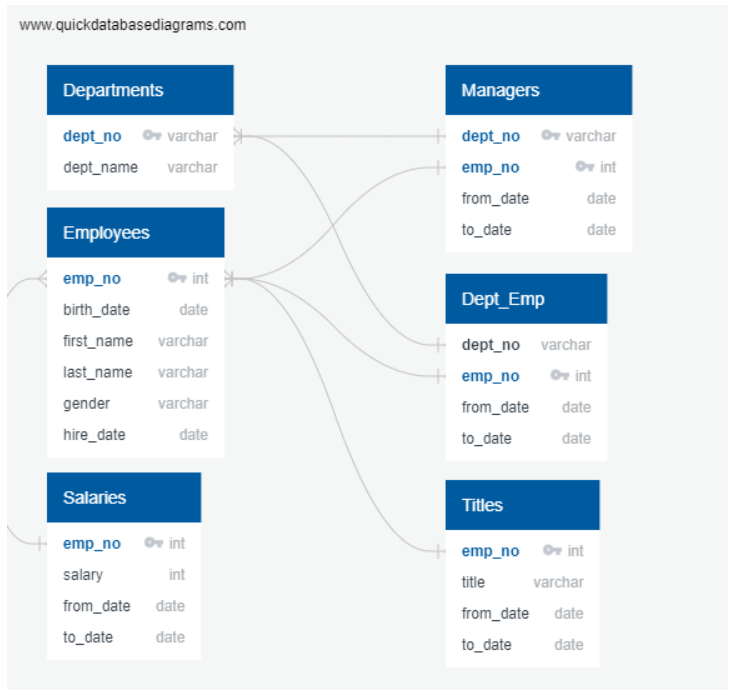 www.quickdatabasediagrams.com
Departments
dept_no varchar
dept_name varchar
Employees
emp_no int
birth_date date
first_name varchar
last_name varchar
gender varchar
hire_date date
Salaries
emp_no int
salary int
from_date date
to_date date
Managers
dept_no varchar
emp_no int
from_date date
to_date date
Dept_Emp
dept_no varchar
emp_no int
from_date date
to_date date
Titles
emp_no int
title varchar
from_date date
to_date date